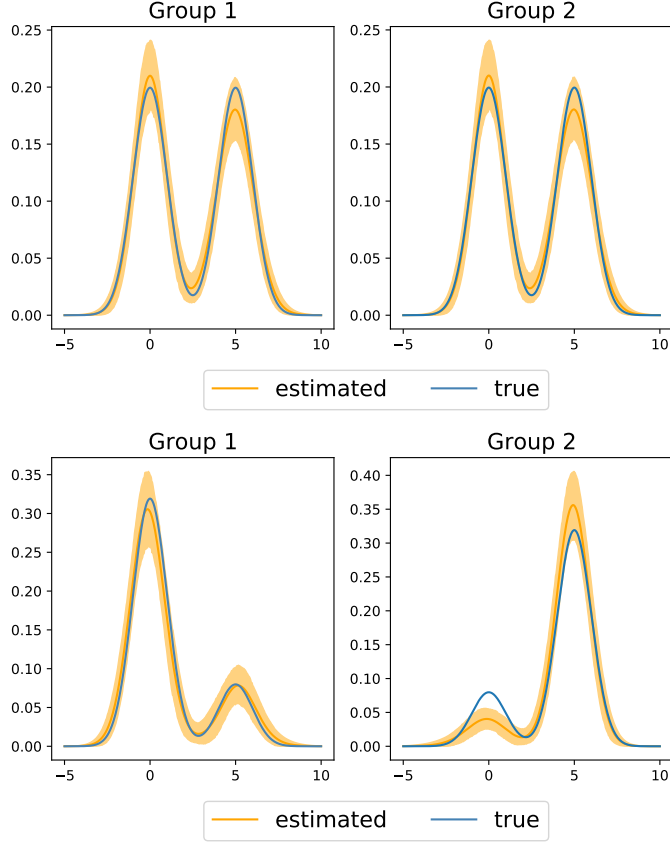 Group 1 Group 2
0.25 0.25
0.20 0.20
0.15 0.15
0.10 0.10
0.05 0.05
0.00 0.00
−5 0 5 10 −5 0 5 10
estimated true
Group 1 Group 2
0.35 0.40
0.30 0.35
0.25 0.30
0.20 0.25
0.15 0.20
0.10 0.15
0.05 0.10
0.00 0.05
0.00
−5 0 5 10 −5 0 5 10
estimated true